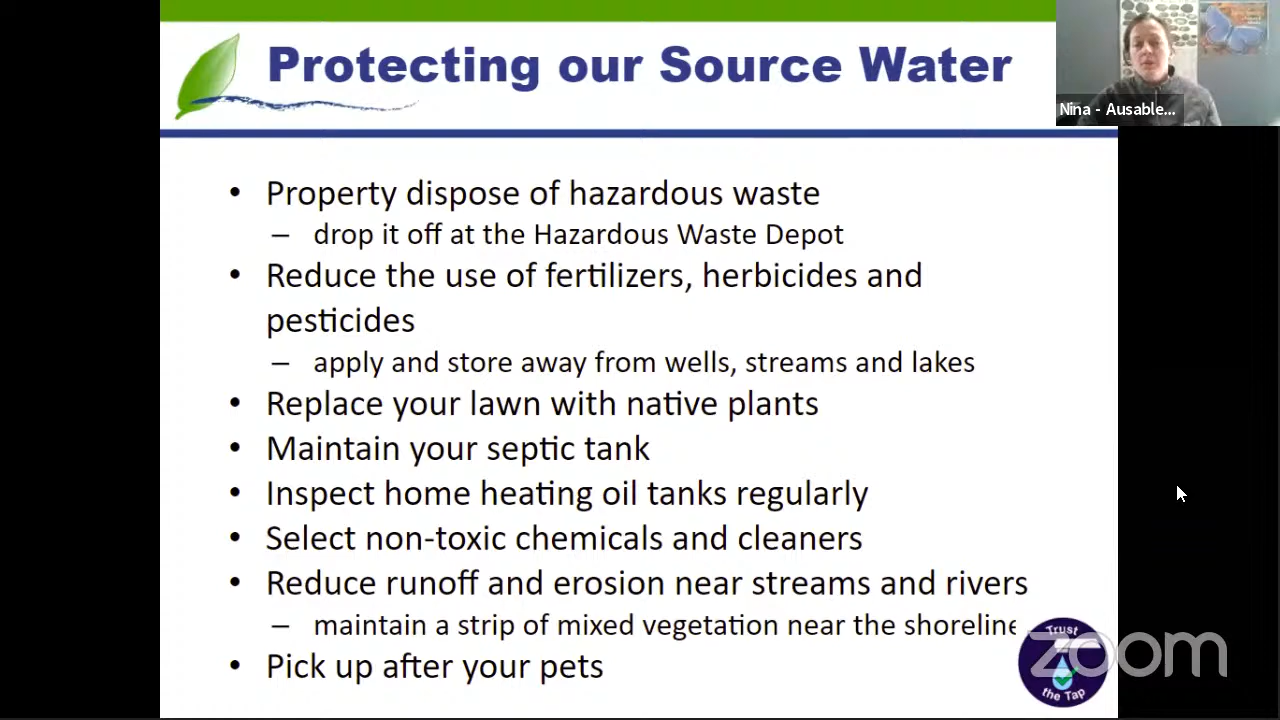 Protecting our Source Water
Nina - Ausable...
• Property dispose of hazardous waste
– drop it off at the Hazardous Waste Depot
• Reduce the use of fertilizers, herbicides and
pesticides
– apply and store away from wells, streams and lakes
• Replace your lawn with native plants
• Maintain your septic tank
• Inspect home heating oil tanks regularly
• Select non-toxic chemicals and cleaners
• Reduce runoff and erosion near streams and rivers
– maintain a strip of mixed vegetation near the shoreline
• Pick up after your pets
Trust
the Tap
zoom